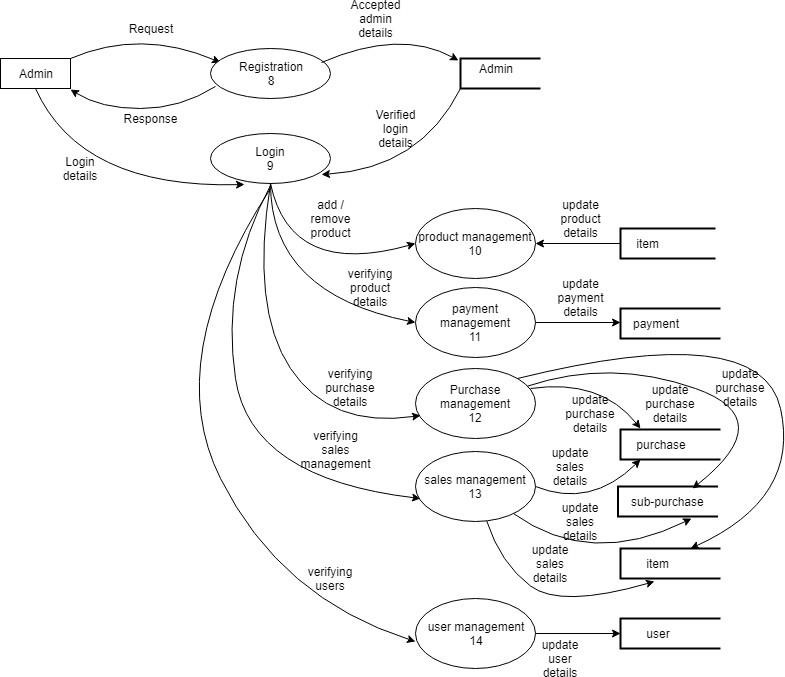 Request
Accepted
admin
details
Admin
Registration
8
Admin
Response
Verified
login
details
Login
details
Login
9
add /
remove
product
product management
10
update
product
details
item
verifying
product
details
payment
management
11
update
payment
details
payment
verifying
purchase
details
Purchase
management
12
update
purchase
details
update
purchase
details
update
purchase
details
purchase
verifying
sales
management
sales management
13
update
sales
details
sub-purchase
update
sales
details
update
sales
details
item
verifying
users
user management
14
update
user
details
user